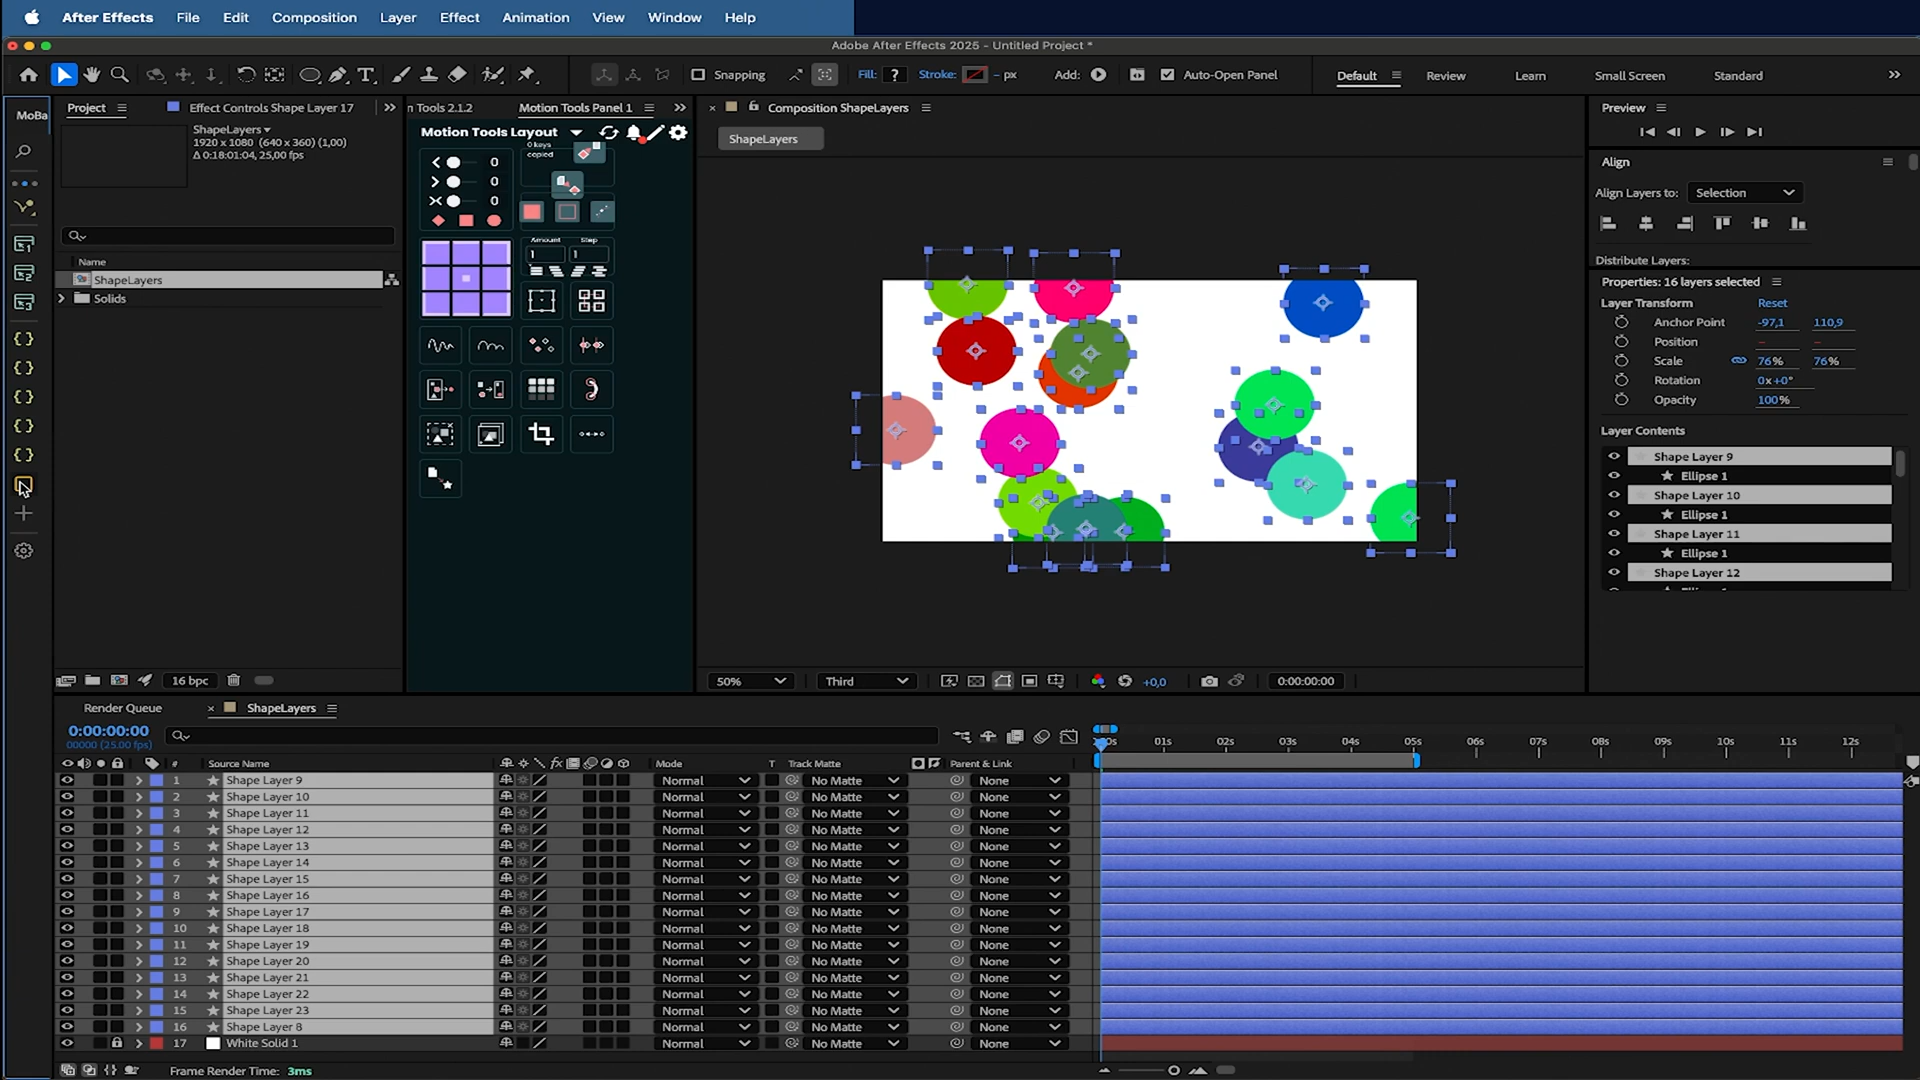 After Effects File Edit Composition Layer Effect Animation View Window Help
Adobe After Effects 2025 - Untitled Project *
Snapping Fill: ? Stroke: - px Add: Auto-Open Panel Default Review Learn Small Screen Standard
MoBa
Project
Effect Controls Shape Layer 17
n Tools 2.1.2
Motion Tools Panel 1
Composition ShapeLayers
Preview
ShapeLayers
1920 x 1080 (640 x 360) (1,00)
Δ 0:18:01:04, 25,00 fps
Motion Tools Layout
0 keys
copied
0
0
0
Amount
Step
1
1
ShapeLayers
Align
Align Layers to: Selection
Distribute Layers:
Name
ShapeLayers
Solids
Properties: 16 layers selected
Layer Transform Reset
Anchor Point -97,1 110,9
Position - -
Scale 76% 76%
Rotation 0x+0°
Opacity 100%
Layer Contents
Shape Layer 9
Ellipse 1
Shape Layer 10
Ellipse 1
Shape Layer 11
Ellipse 1
Shape Layer 12
Ellipse 1
16 bpc
50% Third +0,0 0:00:00:00
Render Queue
ShapeLayers
0:00:00:00
00000 (25.00 fps)
:00s 01s 02s 03s 04s 05s 06s 07s 08s 09s 10s 11s 12s
# Source Name fx Mode T Track Matte Parent & Link
1 Shape Layer 9 Normal No Matte None
2 Shape Layer 10 Normal No Matte None
3 Shape Layer 11 Normal No Matte None
4 Shape Layer 12 Normal No Matte None
5 Shape Layer 13 Normal No Matte None
6 Shape Layer 14 Normal No Matte None
7 Shape Layer 15 Normal No Matte None
8 Shape Layer 16 Normal No Matte None
9 Shape Layer 17 Normal No Matte None
10 Shape Layer 18 Normal No Matte None
11 Shape Layer 19 Normal No Matte None
12 Shape Layer 20 Normal No Matte None
13 Shape Layer 21 Normal No Matte None
14 Shape Layer 22 Normal No Matte None
15 Shape Layer 23 Normal No Matte None
16 Shape Layer 8 Normal No Matte None
17 White Solid 1 Normal No Matte None
Frame Render Time: 3ms